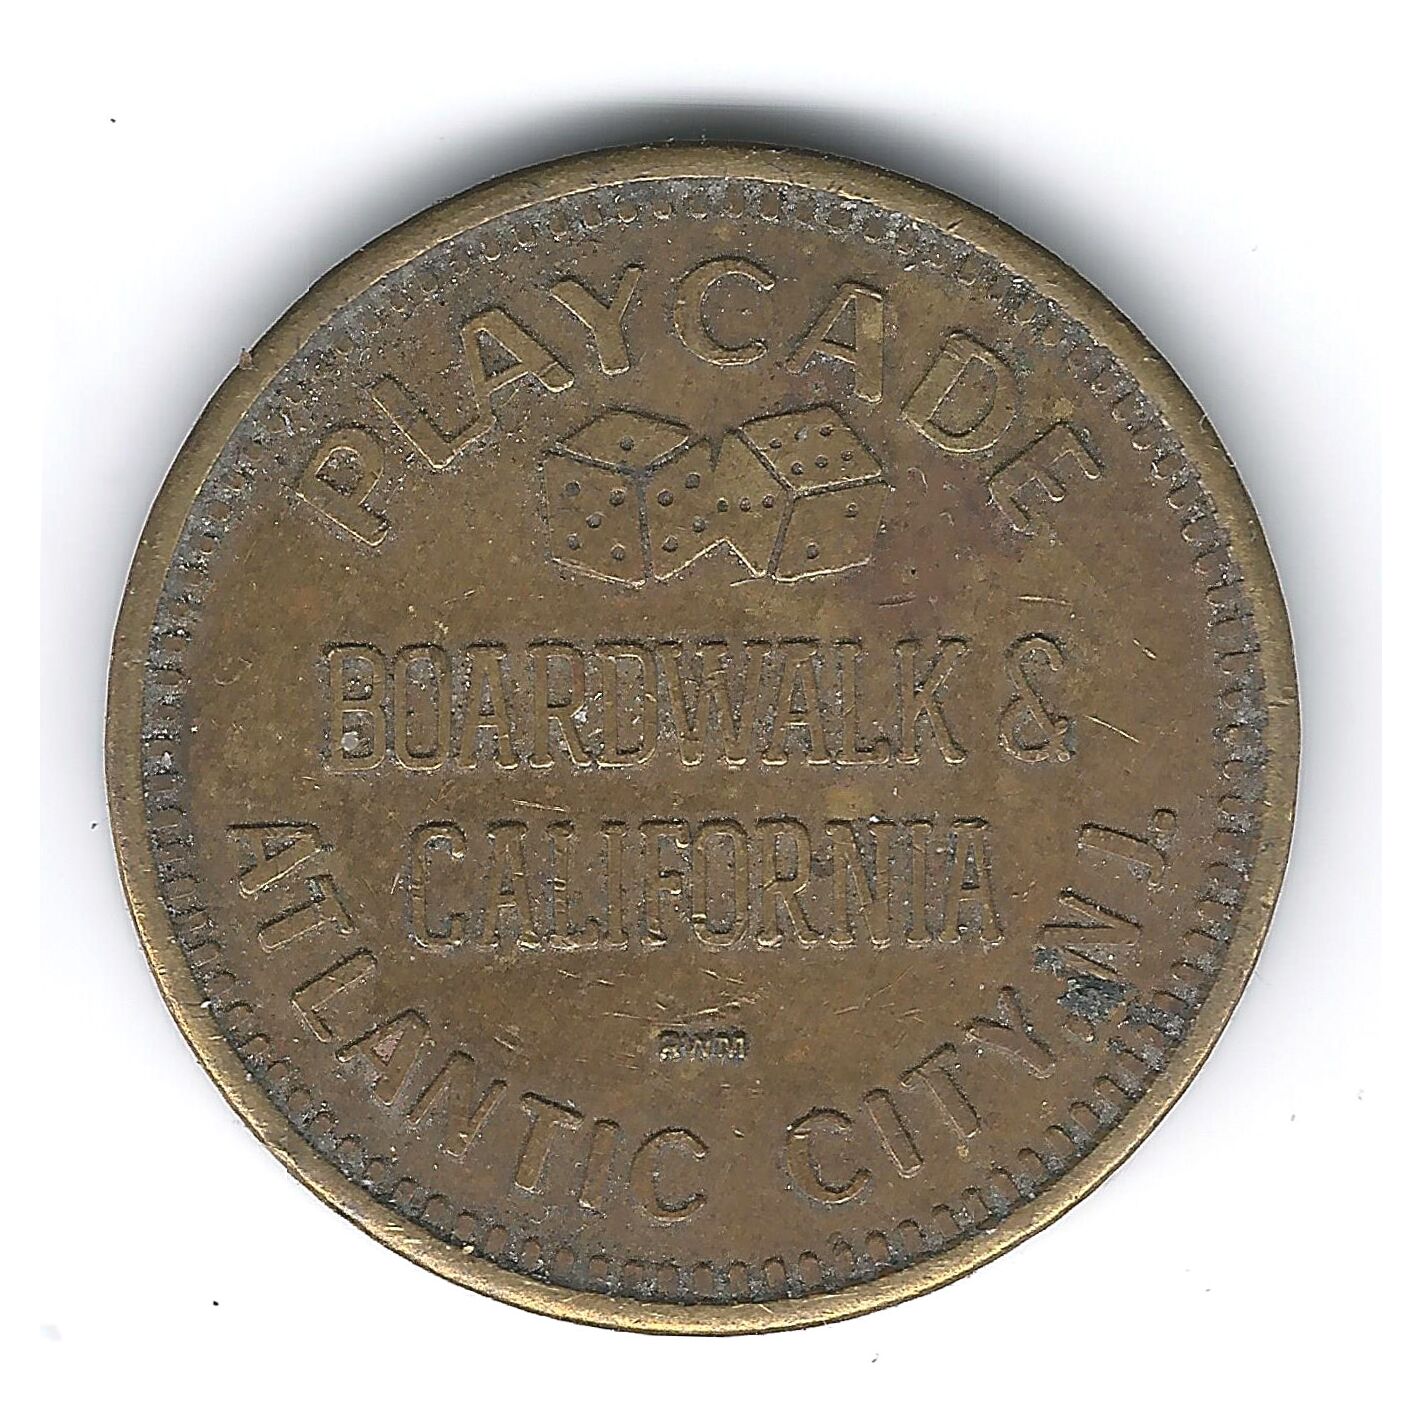 PLAYCADE
BOARDWALK &
CALIFORNIA
RWM
ATLANTIC CITY, N.J.